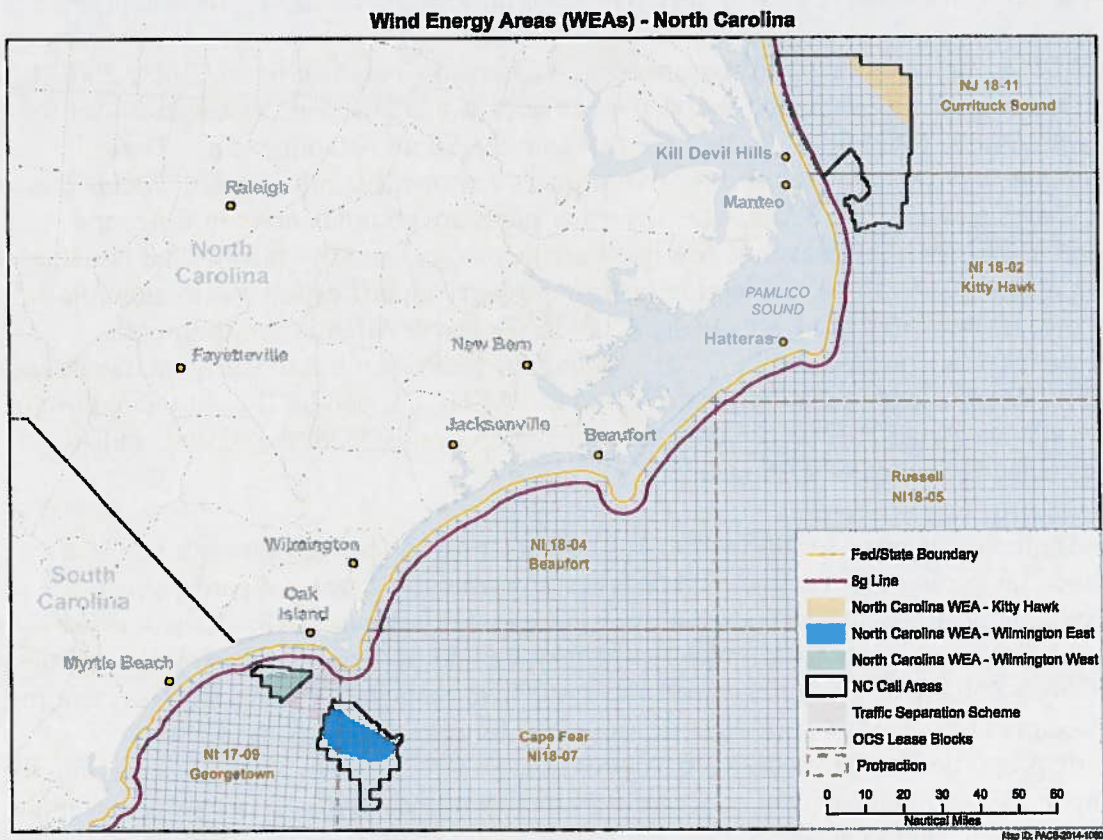 Wind Energy Areas (WEAs) - North Carolina
NJ 18-11
Currituck Sound
Kill Devil Hills
Manteo
Raleigh
North
Carolina
NI 18-02
Kitty Hawk
PAMLICO
SOUND
Hatteras
New Bern
Fayetteville
Jacksonville
Beaufort
Russell
NI18-05
Wilmington
NI 18-04
Beaufort
South
Carolina
Oak
Island
Myrtle Beach
NI 17-09
Georgetown
Cape Fear
NI18-07
Fed/State Boundary
8g Line
North Carolina WEA - Kitty Hawk
North Carolina WEA - Wilmington East
North Carolina WEA - Wilmington West
NC Call Areas
Traffic Separation Scheme
OCS Lease Blocks
Protraction
0 10 20 30 40 50 60
Nautical Miles